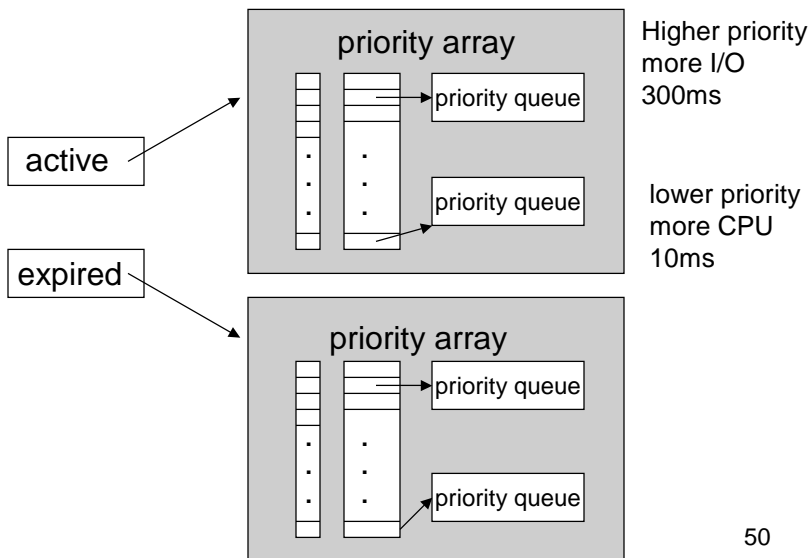 priority array
priority queue
priority queue
Higher priority
more I/O
300ms
lower priority
more CPU
10ms
active
expired
priority array
priority queue
priority queue
50